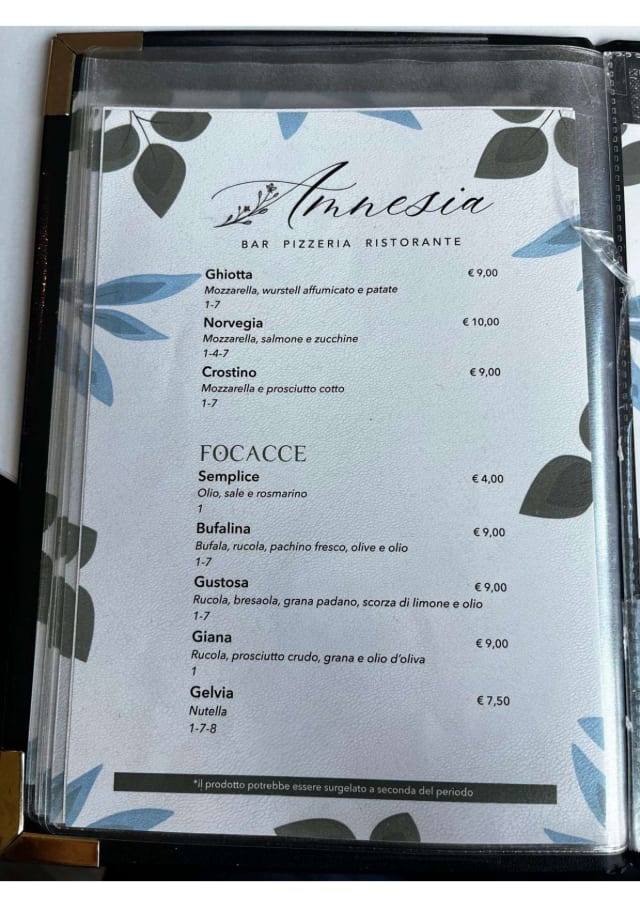 Amnesia
BAR PIZZERIA RISTORANTE
Ghiotta € 9,00
Mozzarella, wurstell affumicato e patate
1-7
Norvegia € 10,00
Mozzarella, salmone e zucchine
1-4-7
Crostino € 9,00
Mozzarella e prosciutto cotto
1-7
FOCACCE
Semplice € 4,00
Olio, sale e rosmarino
1
Bufalina € 9,00
Bufala, rucola, pachino fresco, olive e olio
1-7
Gustosa € 9,00
Rucola, bresaola, grana padano, scorza di limone e olio
1-7
Giana € 9,00
Rucola, prosciutto crudo, grana e olio d'oliva
1
Gelvia € 7,50
Nutella
1-7-8
*il prodotto potrebbe essere surgelato a seconda del periodo